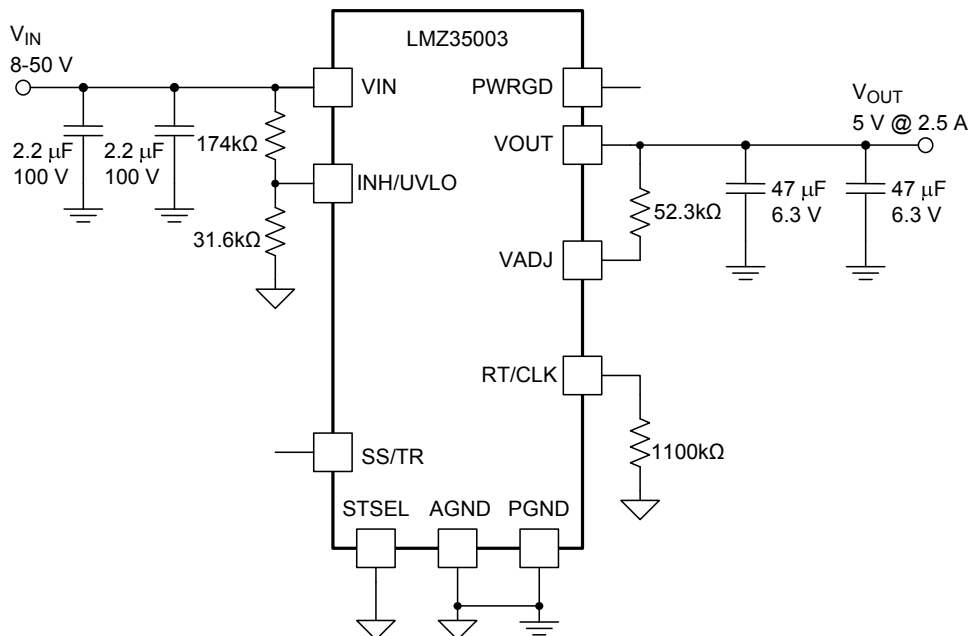 LMZ35003
VIN
8-50 V
VIN
PWRGD
VOUT
5 V @ 2.5 A
2.2 μF
100 V
2.2 μF
100 V
174kΩ
VOUT
INH/UVLO
47 μF
6.3 V
47 μF
6.3 V
52.3kΩ
31.6kΩ
VADJ
RT/CLK
1100kΩ
SS/TR
STSEL
AGND
PGND